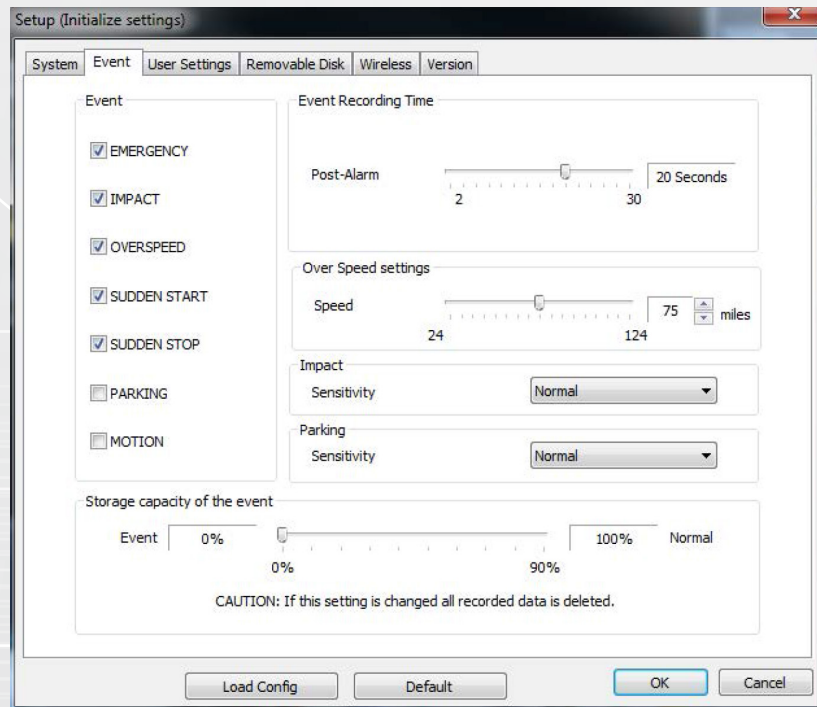 Setup (Initialize settings)
System Event User Settings Removable Disk Wireless Version
Event
EMERGENCY
IMPACT
OVERSPEED
SUDDEN START
SUDDEN STOP
PARKING
MOTION
Event Recording Time
Post-Alarm 20 Seconds
2 30
Over Speed settings
Speed 75 miles
24 124
Impact
Sensitivity Normal
Parking
Sensitivity Normal
Storage capacity of the event
Event 0% 100% Normal
0% 90%
CAUTION: If this setting is changed all recorded data is deleted.
Load Config Default OK Cancel